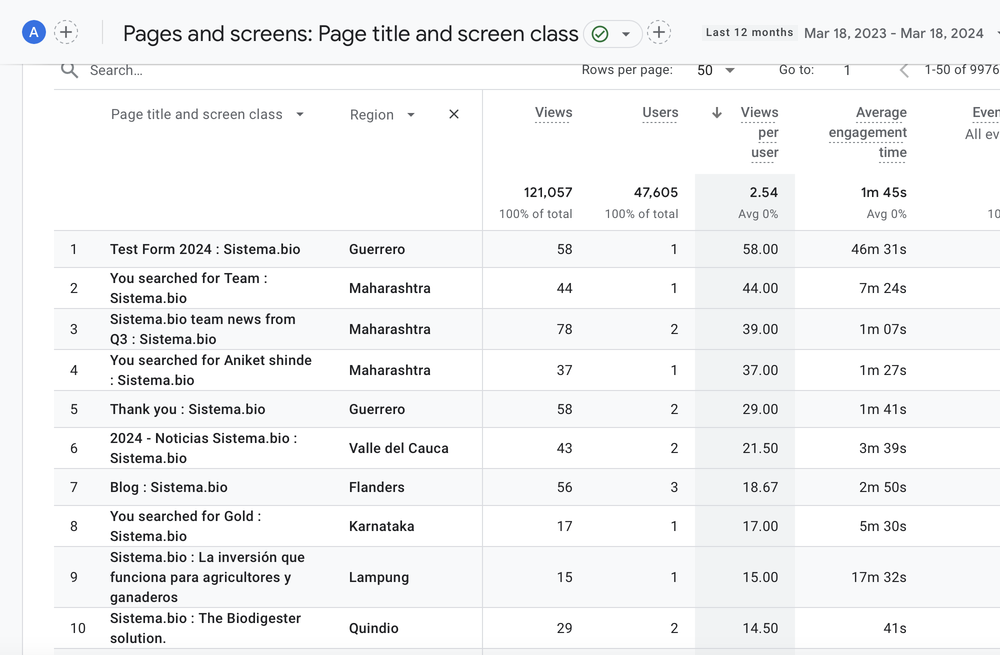 A
Pages and screens: Page title and screen class
Last 12 months Mar 18, 2023 - Mar 18, 2024
Search...
Rows per page: 50 Go to: 1 1-50 of 9976
Page title and screen class Region Views Users Views per user Average engagement time Even
All ev
121,057 47,605 2.54 1m 45s
100% of total 100% of total Avg 0% Avg 0% 10
1 Test Form 2024 : Sistema.bio Guerrero 58 1 58.00 46m 31s
2 You searched for Team : Sistema.bio Maharashtra 44 1 44.00 7m 24s
3 Sistema.bio team news from Q3 : Sistema.bio Maharashtra 78 2 39.00 1m 07s
4 You searched for Aniket shinde : Sistema.bio Maharashtra 37 1 37.00 1m 27s
5 Thank you : Sistema.bio Guerrero 58 2 29.00 1m 41s
6 2024 - Noticias Sistema.bio : Sistema.bio Valle del Cauca 43 2 21.50 3m 39s
7 Blog : Sistema.bio Flanders 56 3 18.67 2m 50s
8 You searched for Gold : Sistema.bio Karnataka 17 1 17.00 5m 30s
9 Sistema.bio : La inversión que funciona para agricultores y ganaderos Lampung 15 1 15.00 17m 32s
10 Sistema.bio : The Biodigester solution. Quindio 29 2 14.50 41s